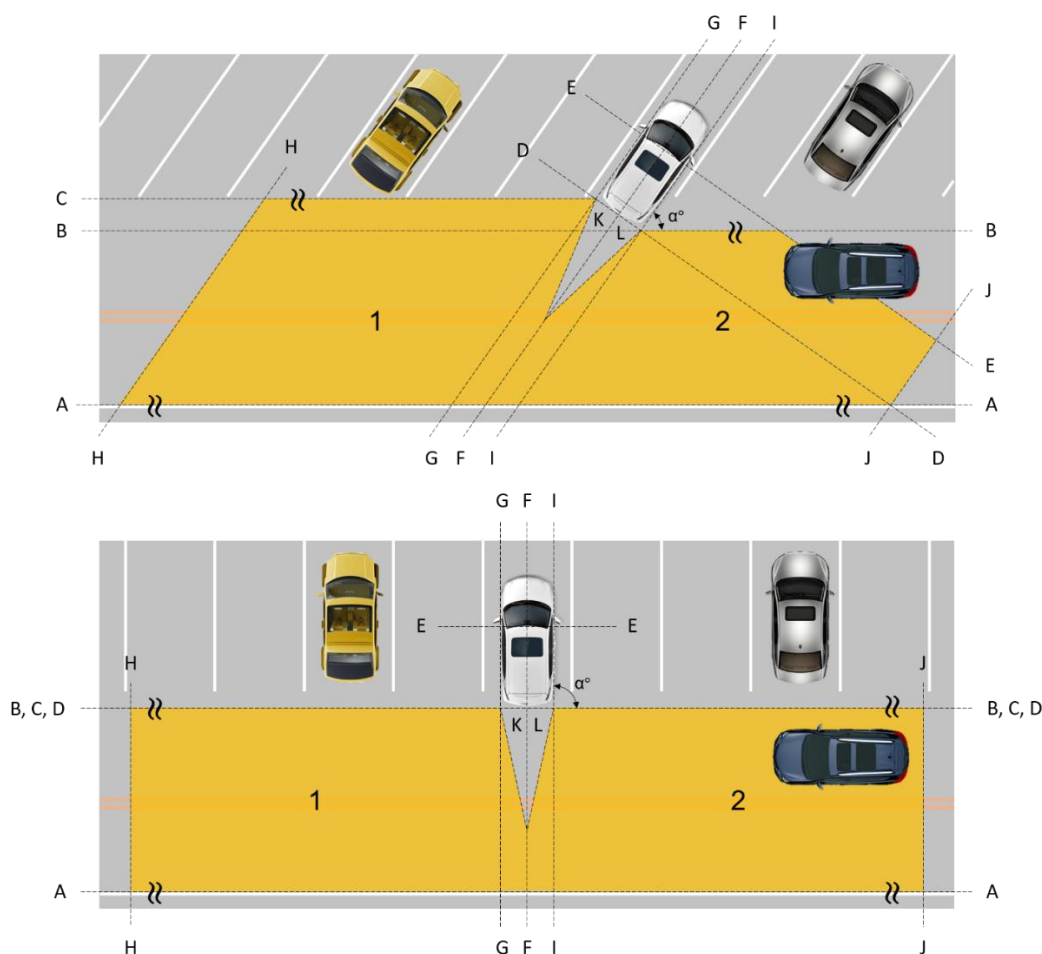 G F I
E
H
D
C
K α°
B L B
J
1 2
E
A A
H G F I J D
G F I
E E
H J
α°
B, C, D B, C, D
K L
1 2
A A
H G F I J